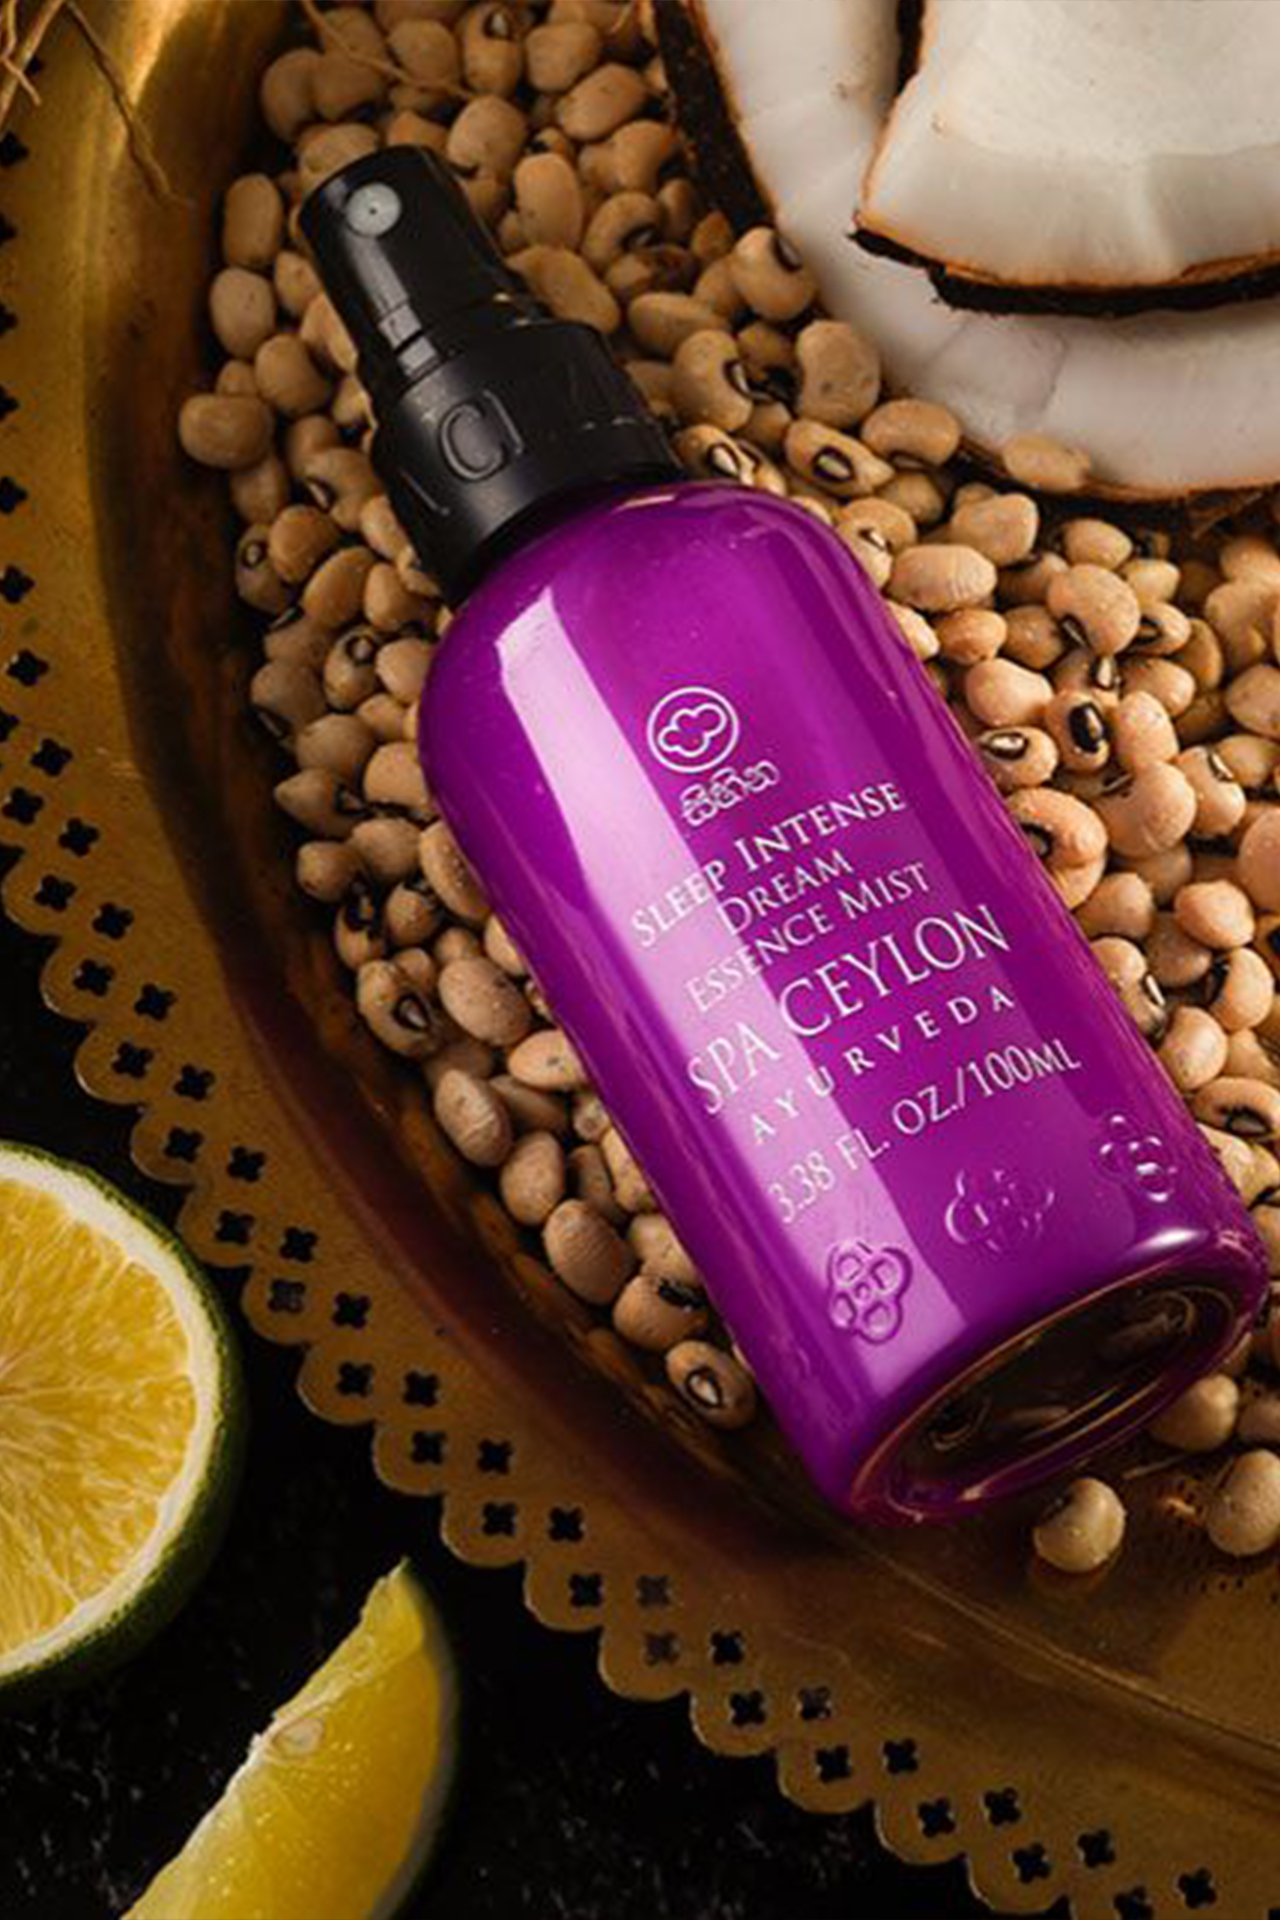 සිහින
SLEEP INTENSE
DREAM
ESSENCE MIST
SPA CEYLON
AYURVEDA
3.38 FL. OZ./100ML